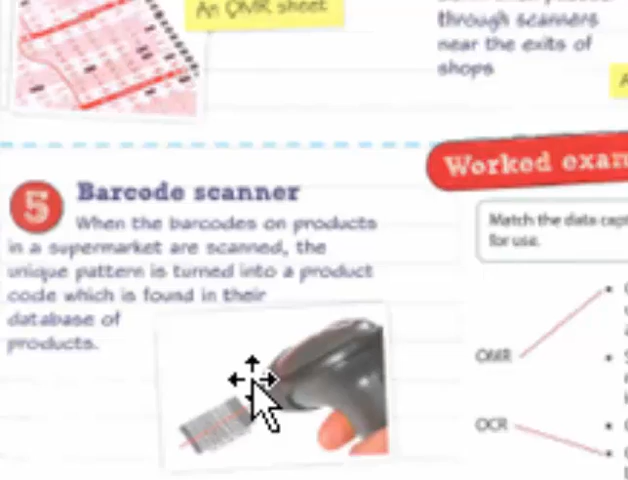 An OMR sheet
through scanners
near the exits of
shops
5 Barcode scanner
When the barcodes on products
in a supermarket are scanned, the
unique pattern is turned into a product
code which is found in their
database of
products.
Worked
Match the data
for use.
OMR
OCR